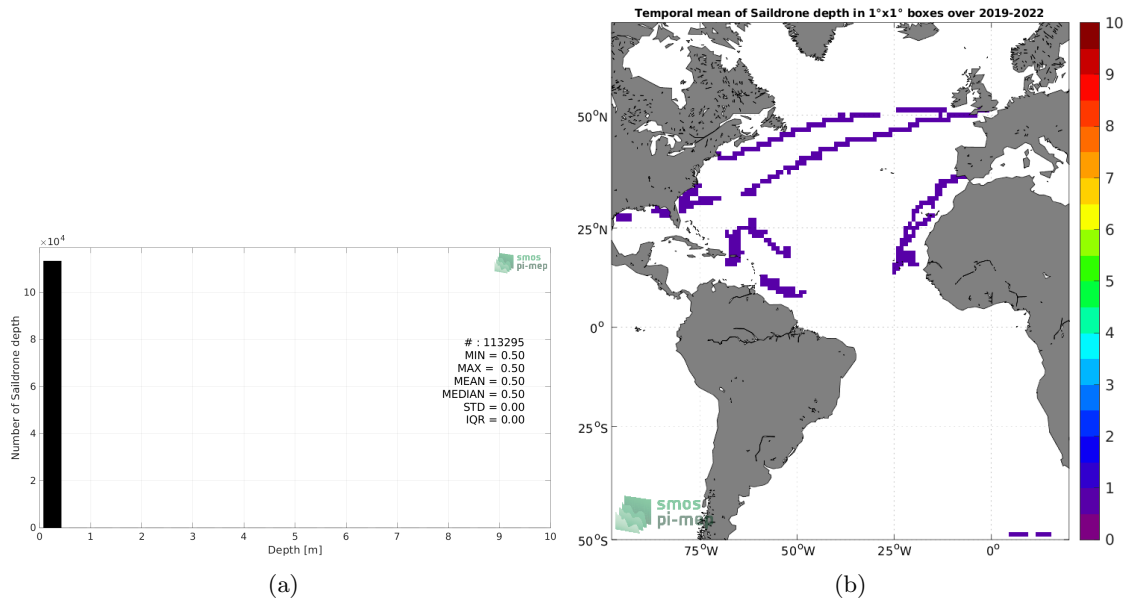 Temporal mean of Saildrone depth in 1°x1° boxes over 2019-2022
×10⁴
10
8
6
4
2
0
Number of Saildrone depth
smos
pi-mep
# : 113295
MIN = 0.50
MAX = 0.50
MEAN = 0.50
MEDIAN = 0.50
STD = 0.00
IQR = 0.00
0 1 2 3 4 5 6 7 8 9 10
Depth [m]
(a)
50°N
25°N
0°
25°S
50°S
75°W 50°W 25°W 0°
smos
pi-mep
10
9
8
7
6
5
4
3
2
1
0
(b)